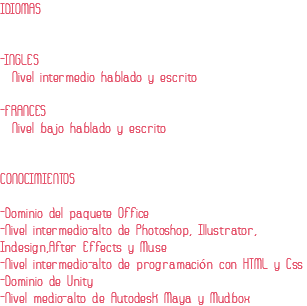 IDIOMAS
-INGLES
Nivel intermedio hablado y escrito
-FRANCES
Nivel bajo hablado y escrito
CONOCIMIENTOS
-Dominio del paquete Office
-Nivel intermedio-alto de Photoshop, Illustrator,
Indesign,After Effects y Muse
-Nivel intermedio-alto de programación con HTML y Css
-Dominio de Unity
-Nivel medio-alto de Autodesk Maya y Mudbox